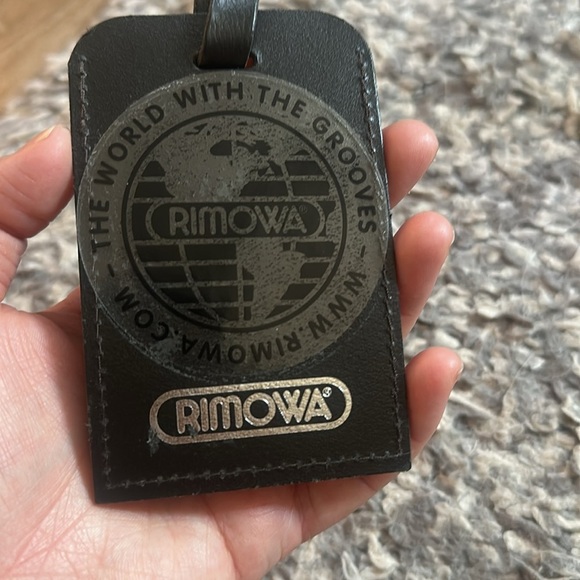 – THE WORLD WITH THE GROOVES – WWW.RIMOWA.COM
RIMOWA
RIMOWA®